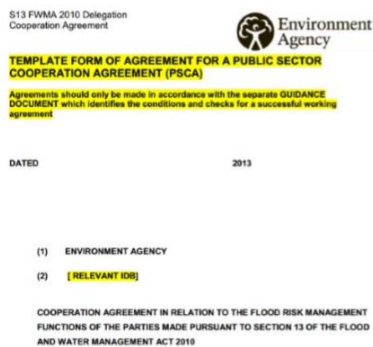 S13 FWMA 2010 Delegation
Cooperation Agreement
Environment
Agency
TEMPLATE FORM OF AGREEMENT FOR A PUBLIC SECTOR
COOPERATION AGREEMENT (PSCA)
Agreements should only be made in accordance with the separate GUIDANCE
DOCUMENT which identifies the conditions and checks for a successful working
agreement
DATED 2013
(1) ENVIRONMENT AGENCY
(2) [ RELEVANT IDB]
COOPERATION AGREEMENT IN RELATION TO THE FLOOD RISK MANAGEMENT
FUNCTIONS OF THE PARTIES MADE PURSUANT TO SECTION 13 OF THE FLOOD
AND WATER MANAGEMENT ACT 2010